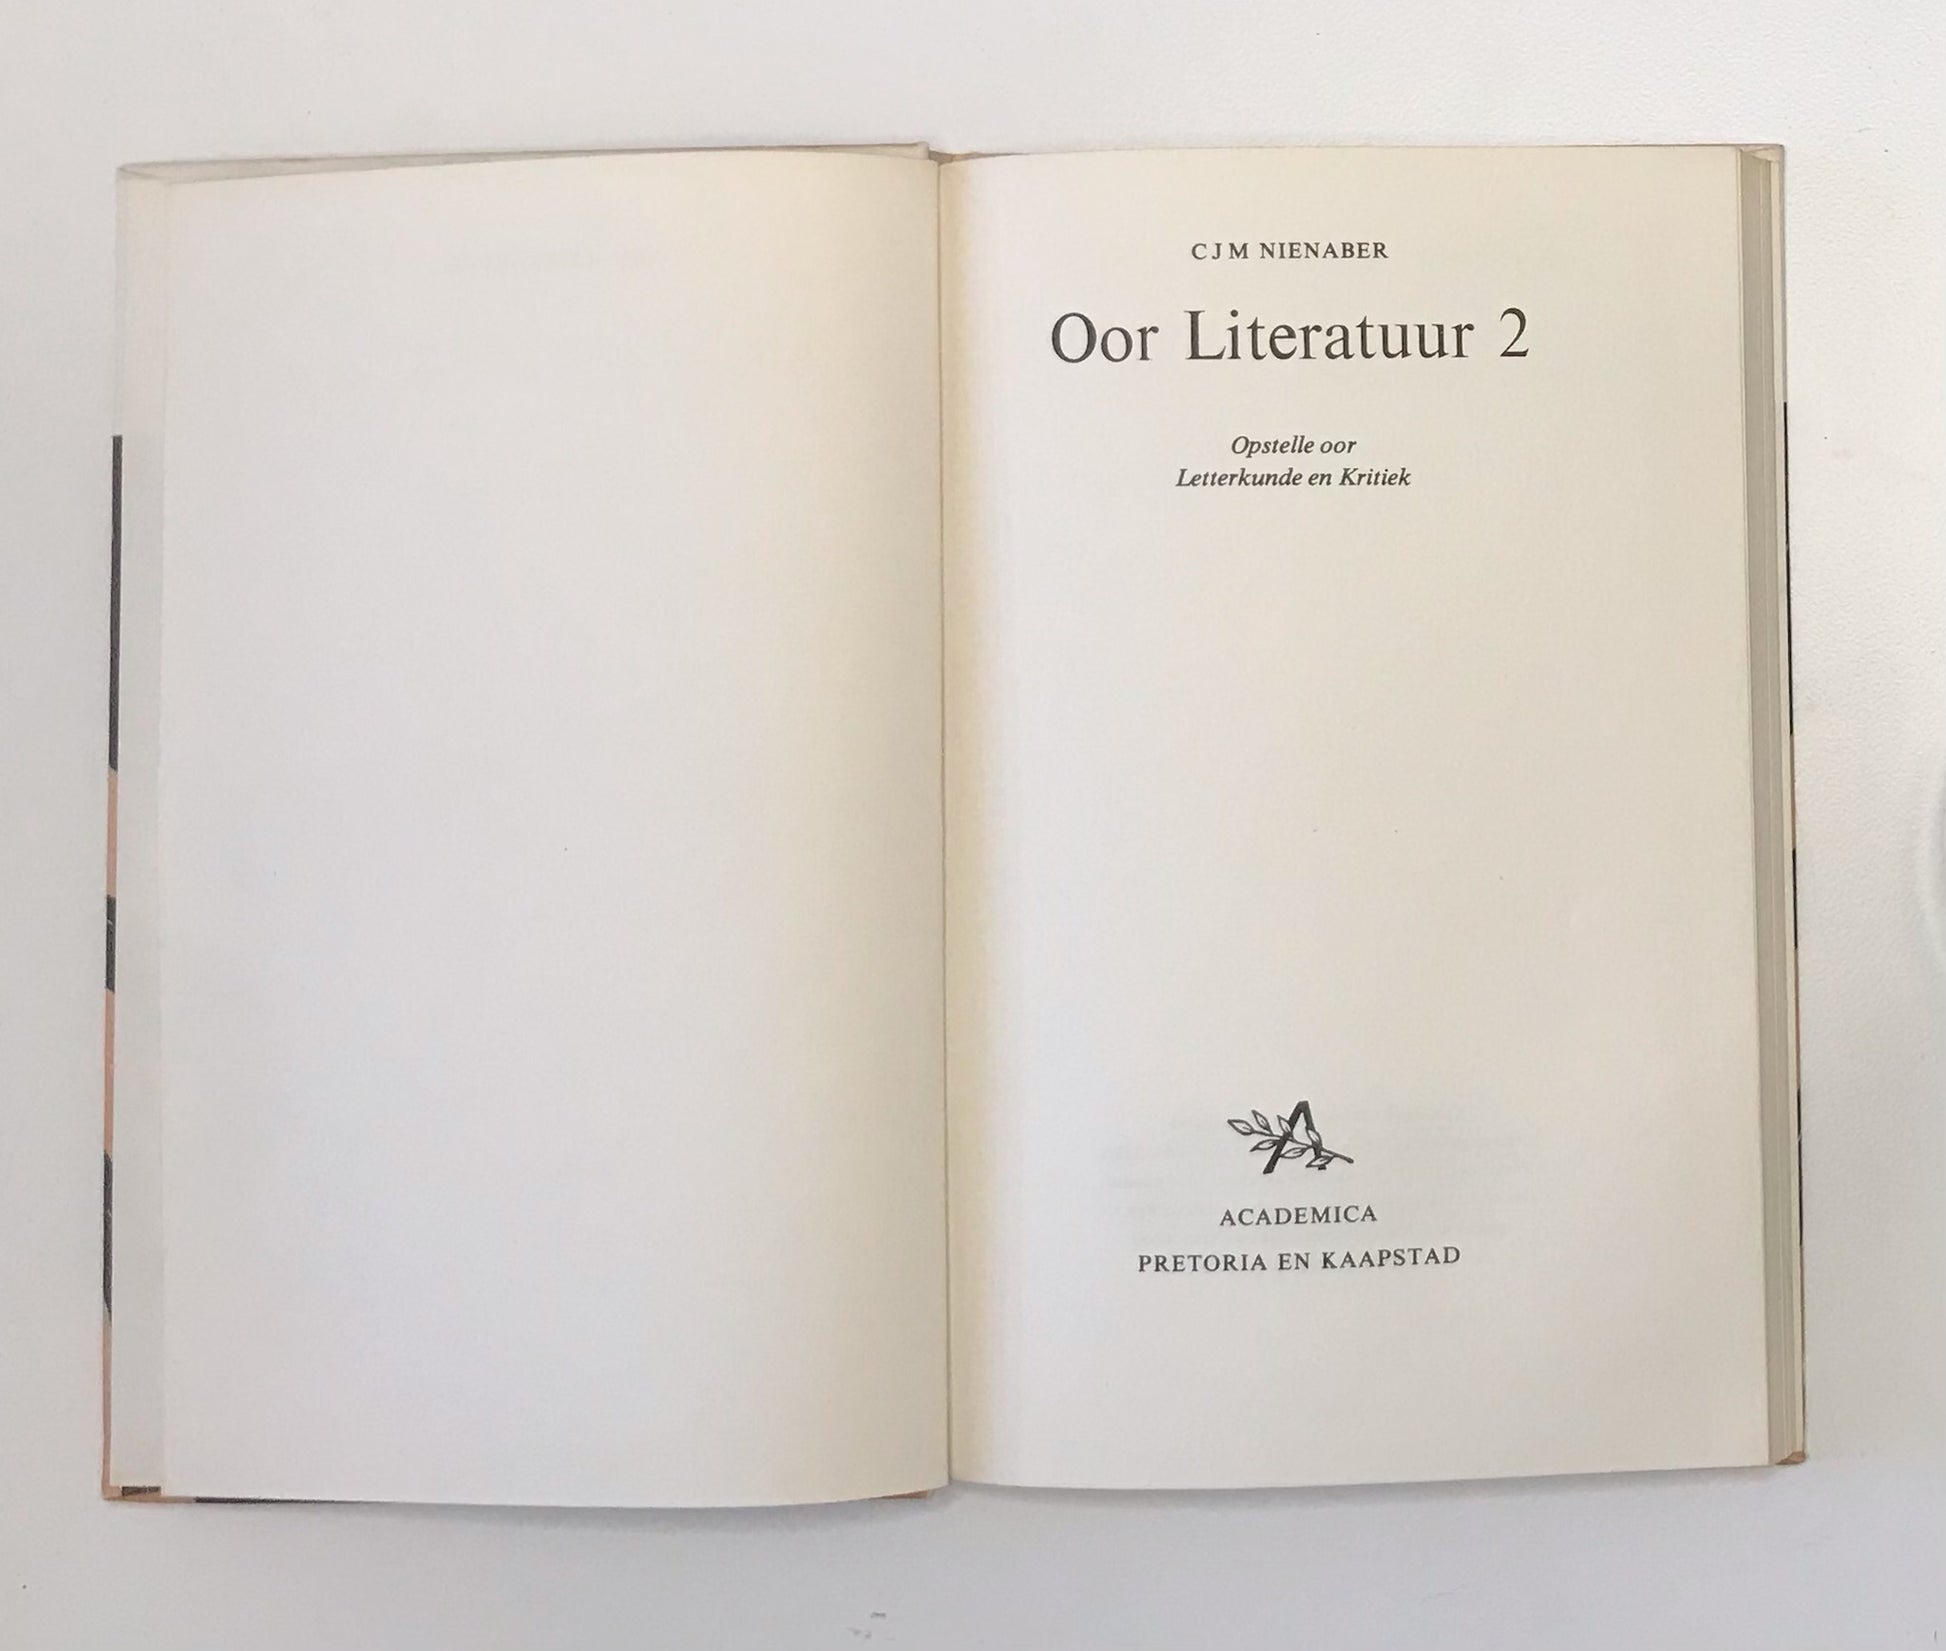 C J M NIENABER
Oor Literatuur 2
Opstelle oor
Letterkunde en Kritiek
ACADEMICA
PRETORIA EN KAAPSTAD